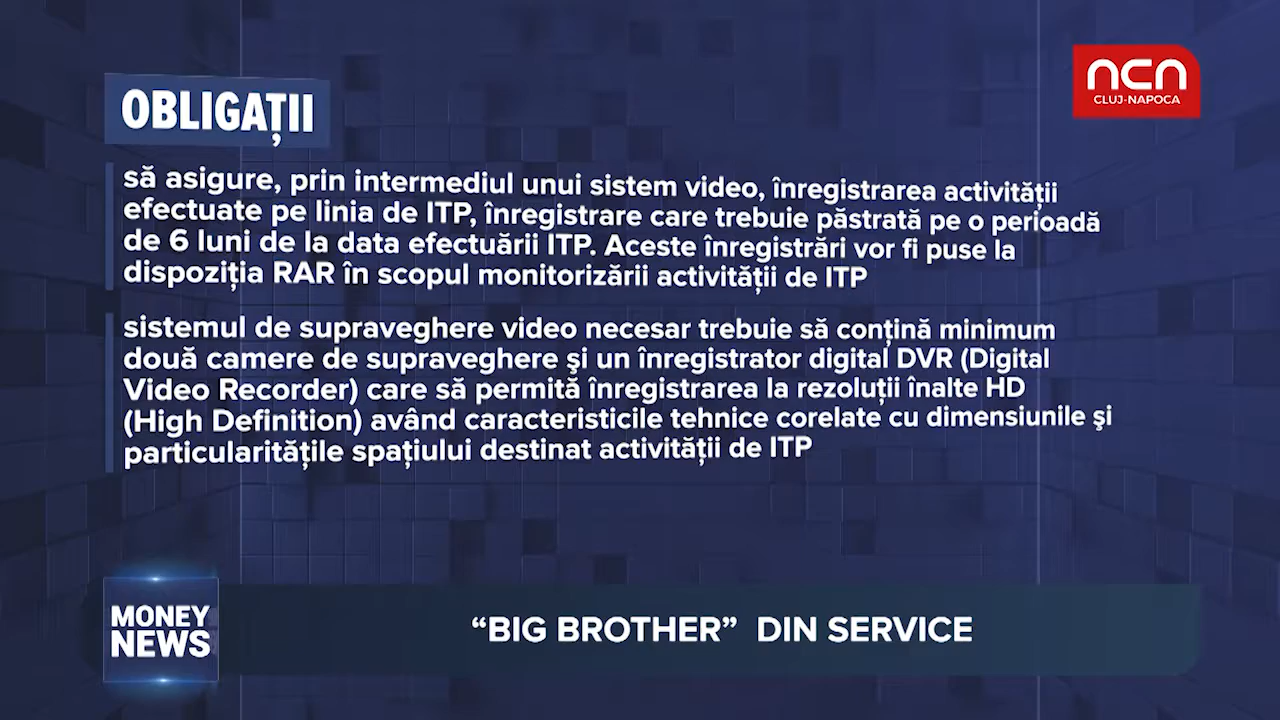 OBLIGAȚII
ncn
CLUJ-NAPOCA
să asigure, prin intermediul unui sistem video, înregistrarea activității
efectuate pe linia de ITP, înregistrare care trebuie păstrată pe o perioadă
de 6 luni de la data efectuării ITP. Aceste înregistrări vor fi puse la
dispoziția RAR în scopul monitorizării activității de ITP
sistemul de supraveghere video necesar trebuie să conțină minimum
două camere de supraveghere şi un înregistrator digital DVR (Digital
Video Recorder) care să permită înregistrarea la rezoluții înalte HD
(High Definition) având caracteristicile tehnice corelate cu dimensiunile şi
particularitățile spațiului destinat activității de ITP
MONEY
NEWS
“BIG BROTHER” DIN SERVICE